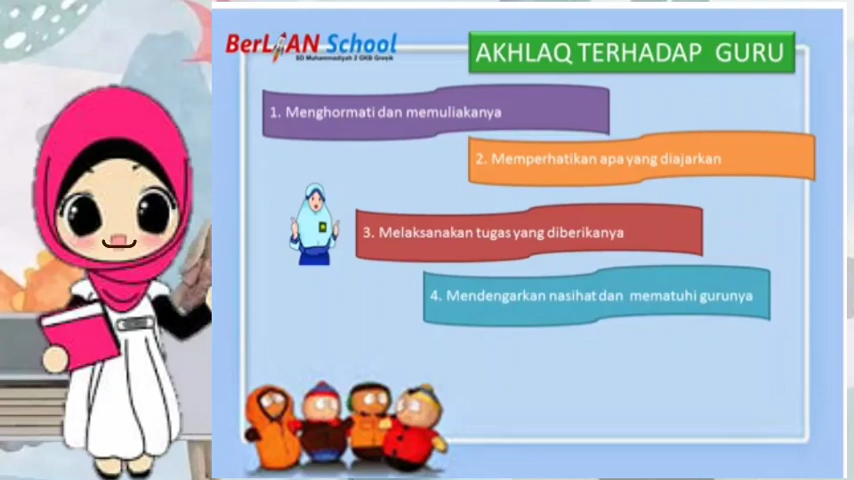 BerLIAN School
SD Muhammadiyah 2 GKB Gresik
AKHLAQ TERHADAP GURU
1. Menghormati dan memuliakanya
2. Memperhatikan apa yang diajarkan
3. Melaksanakan tugas yang diberikanya
4. Mendengarkan nasihat dan mematuhi gurunya